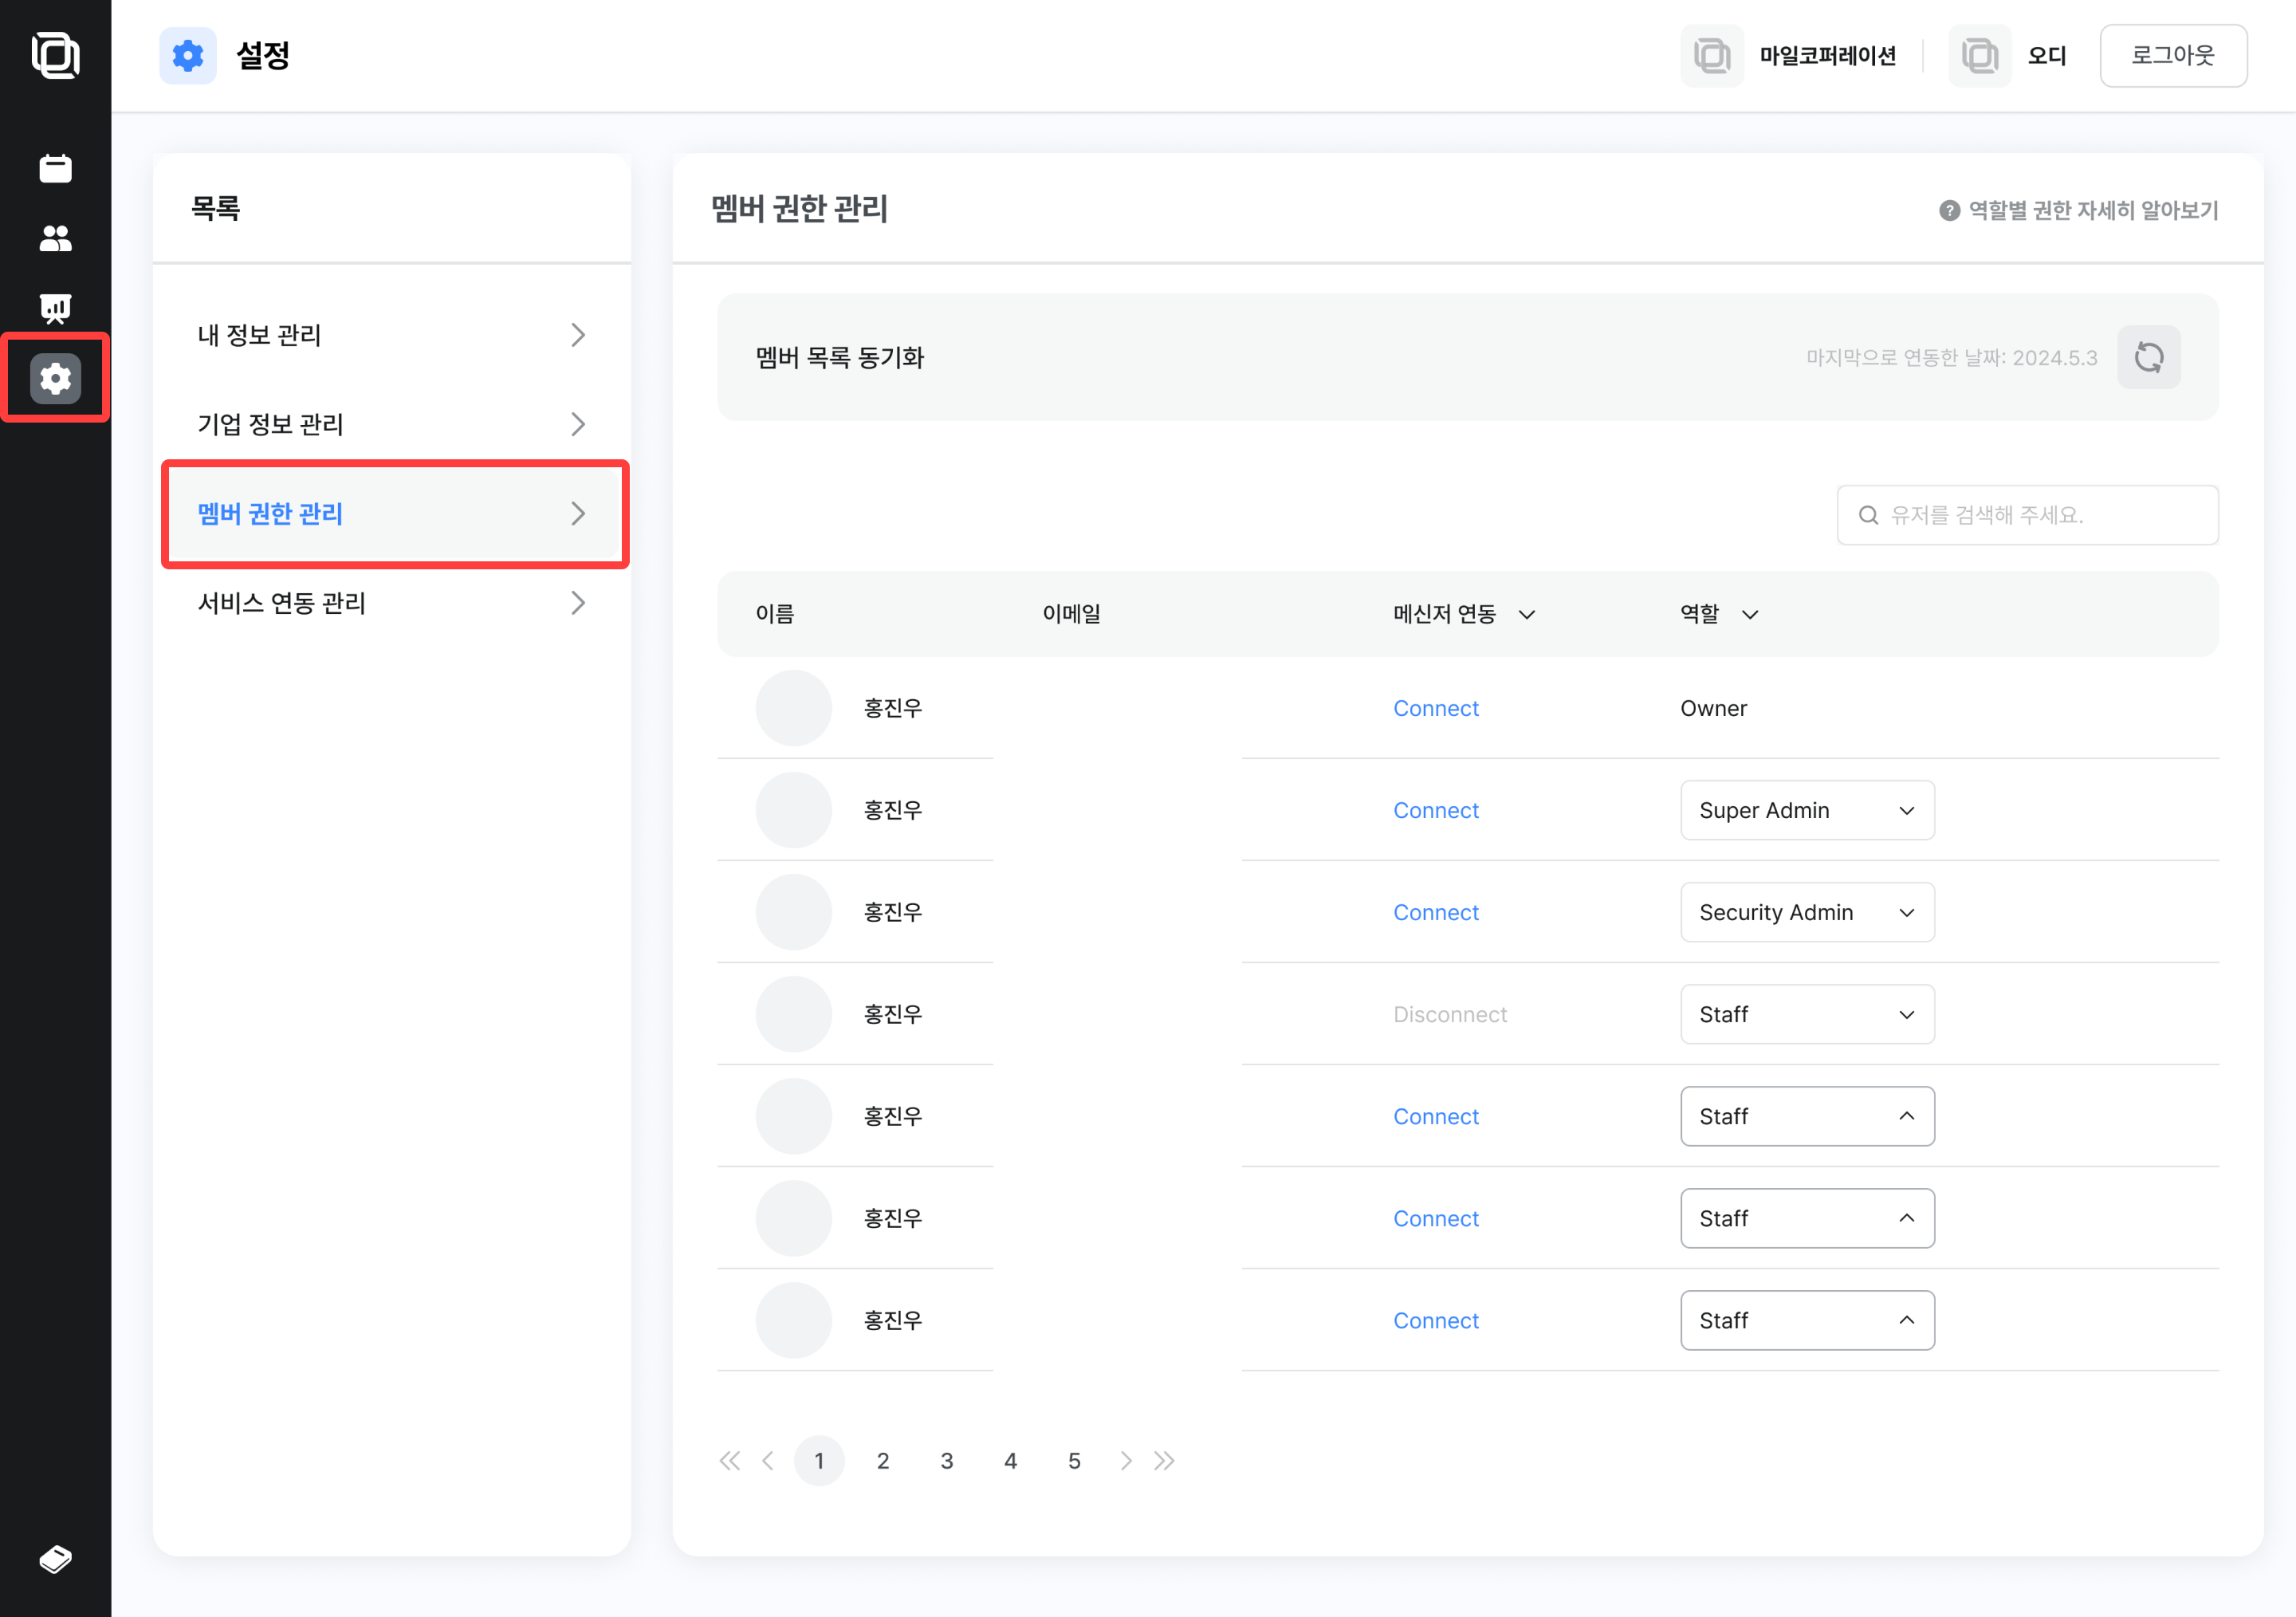 설정
마일코퍼레이션
오디
로그아웃
목록
내 정보 관리
기업 정보 관리
멤버 권한 관리
서비스 연동 관리
멤버 권한 관리
? 역할별 권한 자세히 알아보기
멤버 목록 동기화
마지막으로 연동한 날짜: 2024.5.3
유저를 검색해 주세요.
이름 이메일 메신저 연동 역할
홍진우 Connect Owner
홍진우 Connect Super Admin
홍진우 Connect Security Admin
홍진우 Disconnect Staff
홍진우 Connect Staff
홍진우 Connect Staff
홍진우 Connect Staff
1 2 3 4 5